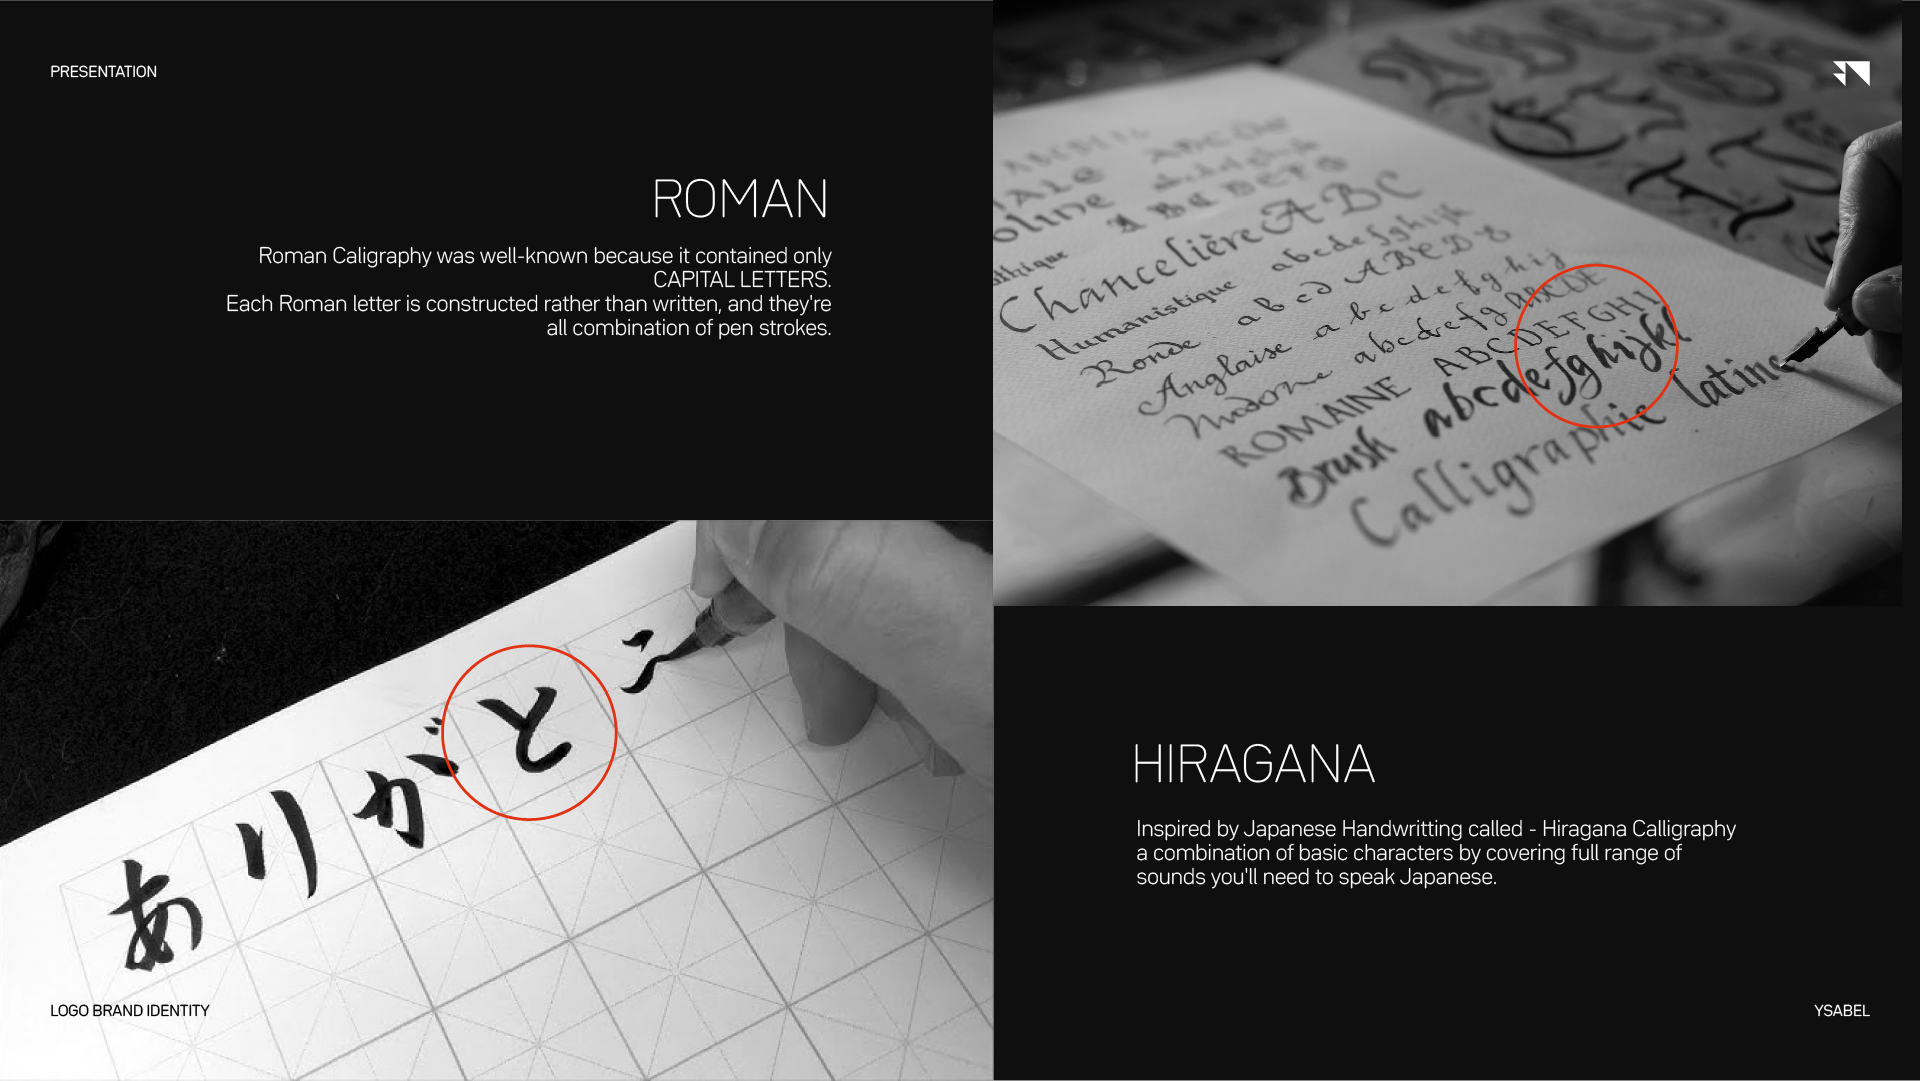 PRESENTATION
ROMAN
Roman Caligraphy was well-known because it contained only
CAPITAL LETTERS.
Each Roman letter is constructed rather than written, and they're
all combination of pen strokes.
Chancelière ABC
Humanistique abcdefghijk
Ronde abcd ABCD
Anglaise abcdefghij
Moderne abcdefg ABCDE
ROMAINE ABCDEFGHI
Brush abcdefghijkl
Calligraphie latine
ありがとう
HIRAGANA
Inspired by Japanese Handwritting called - Hiragana Calligraphy
a combination of basic characters by covering full range of
sounds you'll need to speak Japanese.
LOGO BRAND IDENTITY
YSABEL